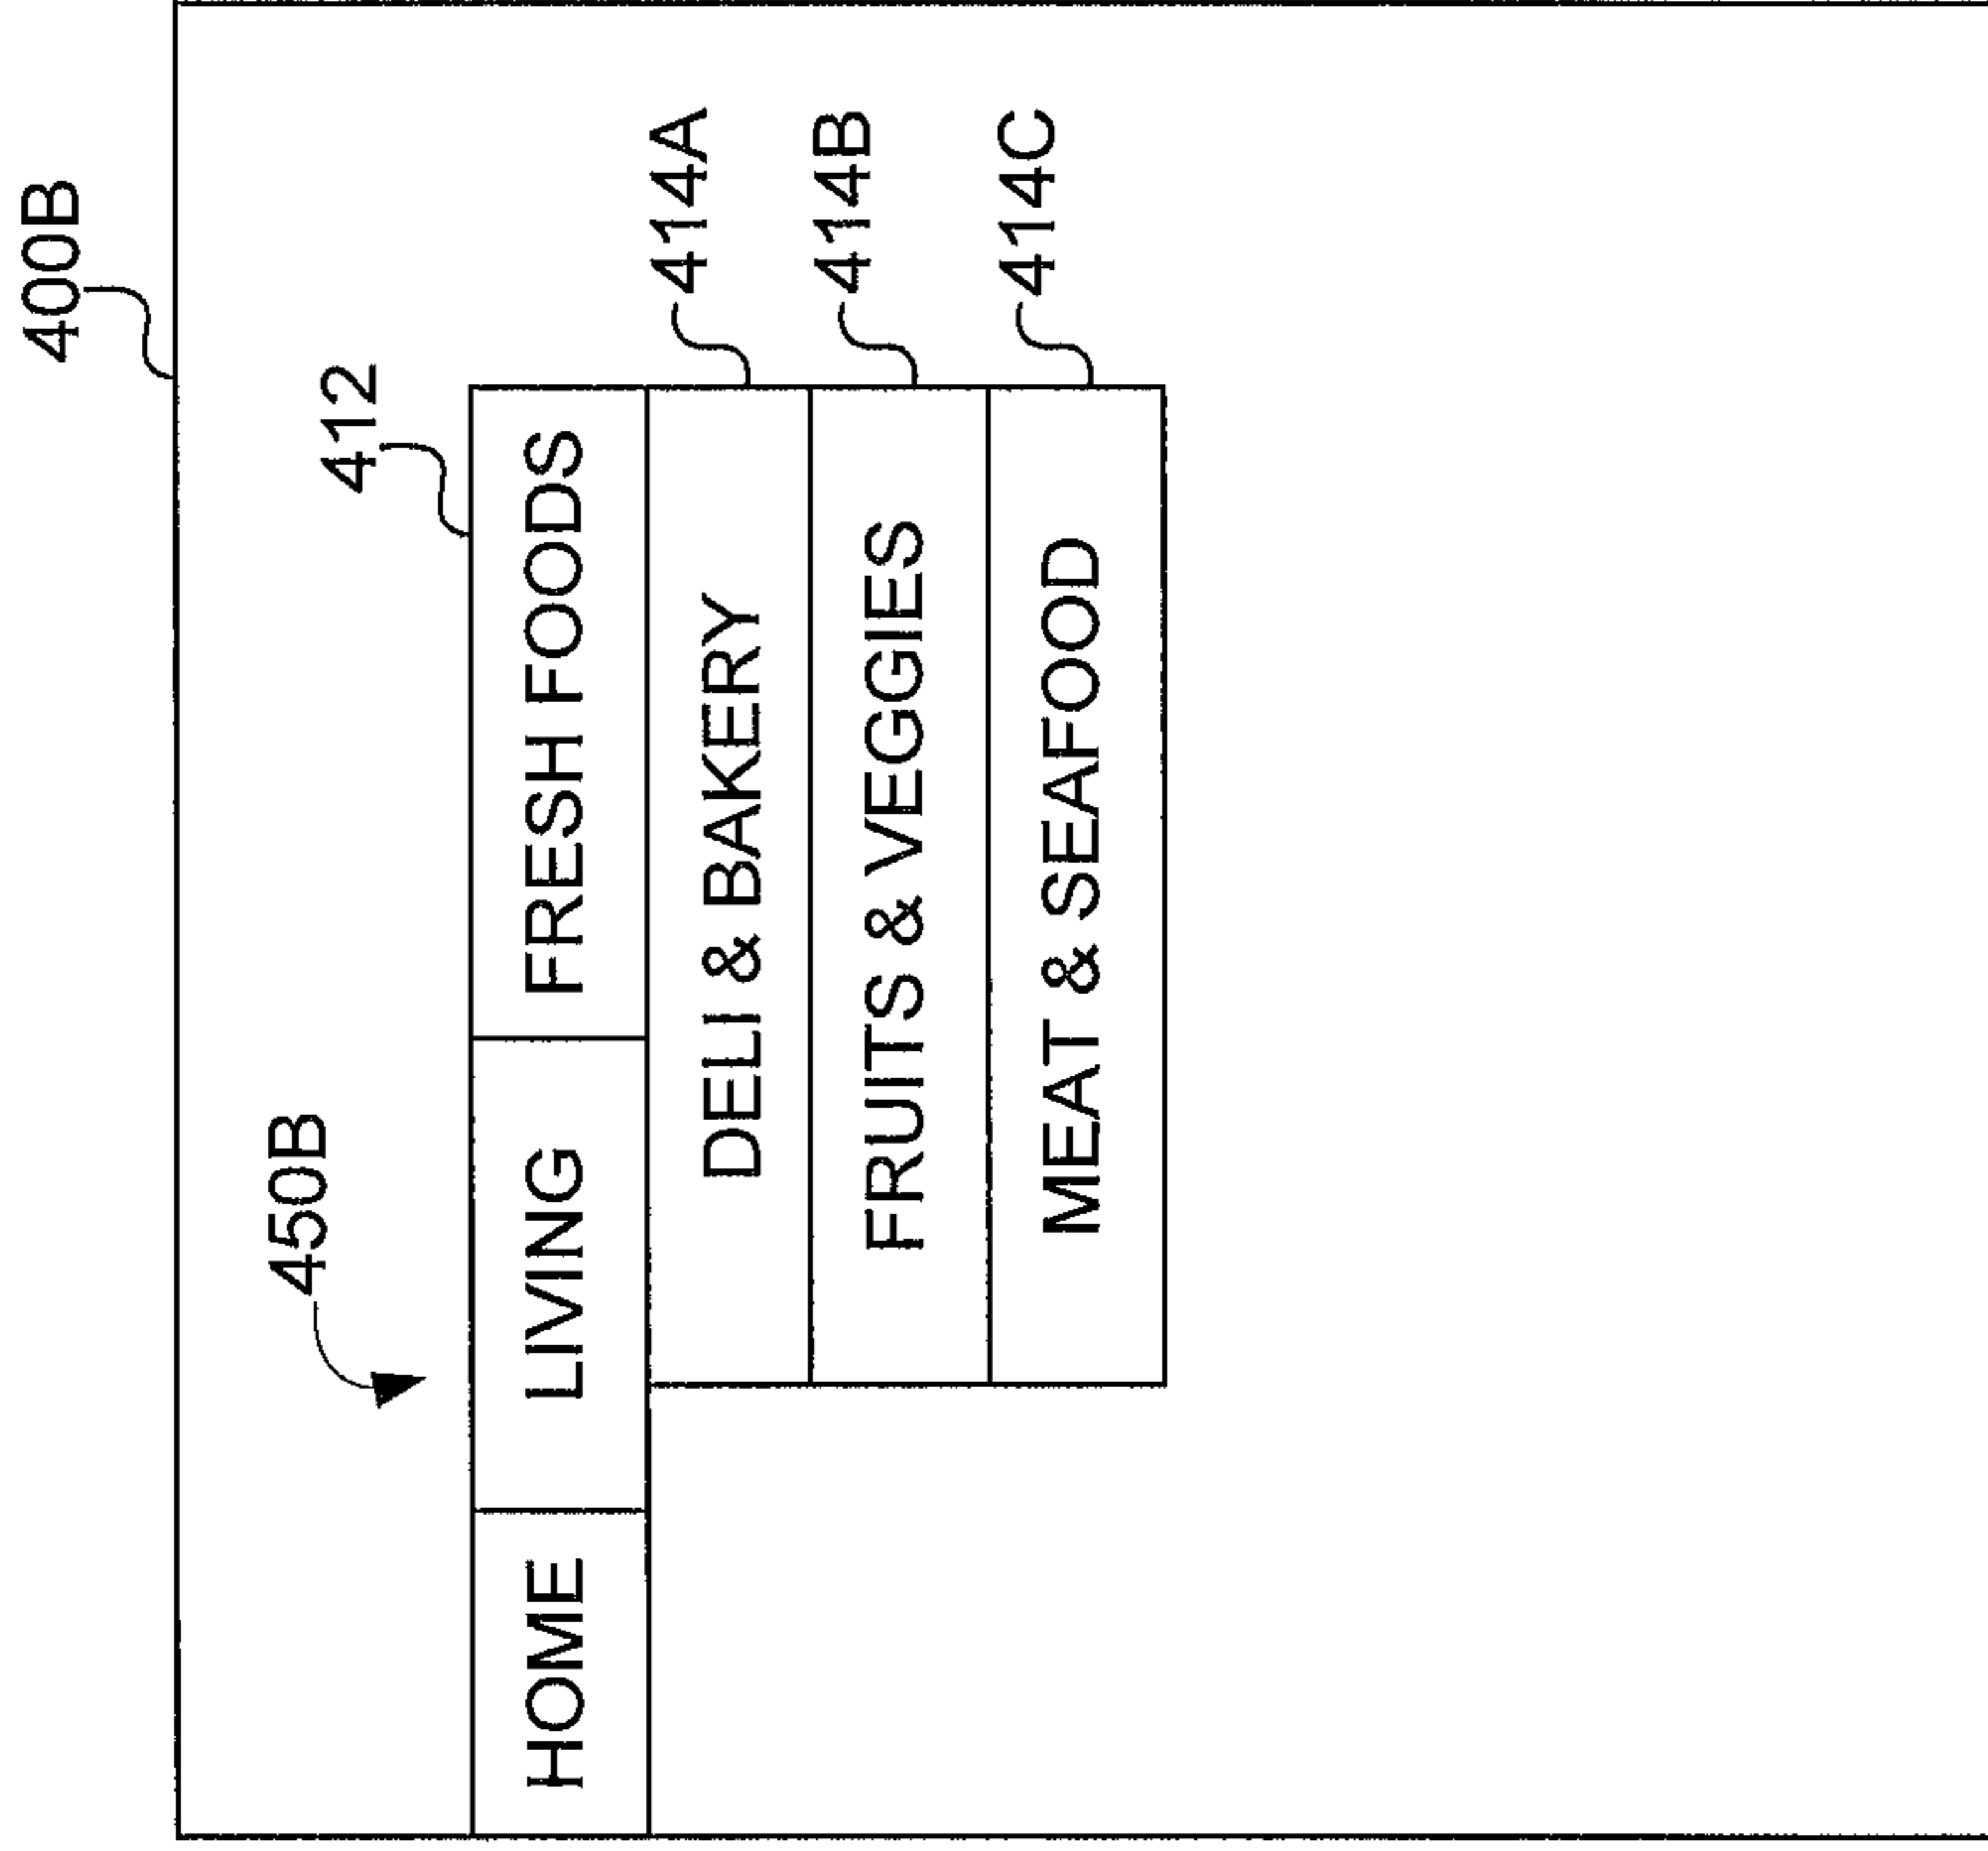 400B
450B
412
HOME LIVING FRESH FOODS
DELI & BAKERY 414A
FRUITS & VEGGIES 414B
MEAT & SEAFOOD 414C